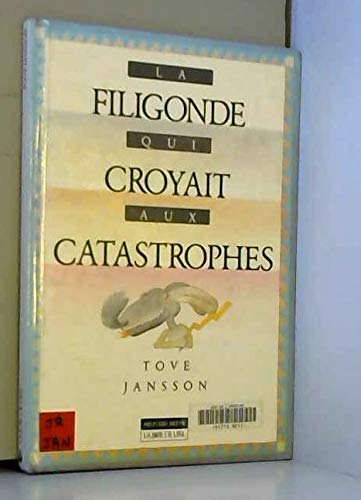 LA
FILIGONDE
QUI
CROYAIT
AUX
CATASTROPHES
TOVE
JANSSON
JR
JAN